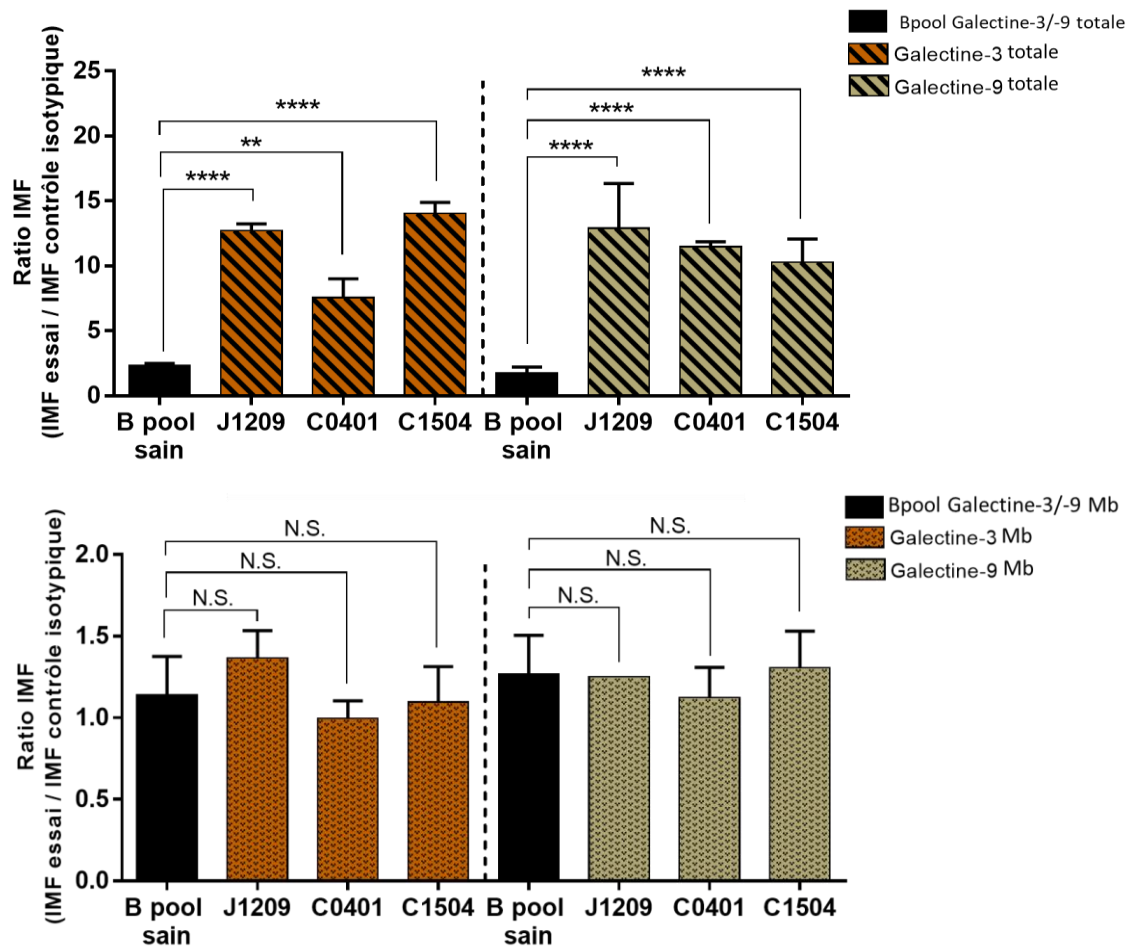 Bpool Galectine-3/-9 totale
Galectine-3 totale
Galectine-9 totale
Ratio IMF
(IMF essai / IMF contrôle isotypique)
25
20
15
10
5
0
****
**
****
****
****
****
B pool sain
J1209
C0401
C1504
B pool sain
J1209
C0401
C1504
Bpool Galectine-3/-9 Mb
Galectine-3 Mb
Galectine-9 Mb
Ratio IMF
(IMF essai / IMF contrôle isotypique)
2.0
1.5
1.0
0.5
0.0
N.S.
N.S.
N.S.
N.S.
N.S.
N.S.
B pool
sain
J1209
C0401
C1504
B pool
sain
J1209
C0401
C1504